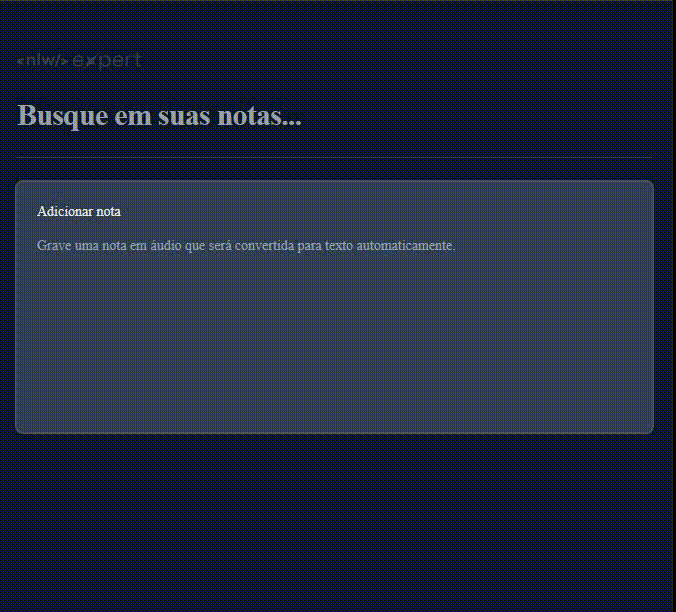 <nlw/> expert
Busque em suas notas...
Adicionar nota
Grave uma nota em áudio que será convertida para texto automaticamente.